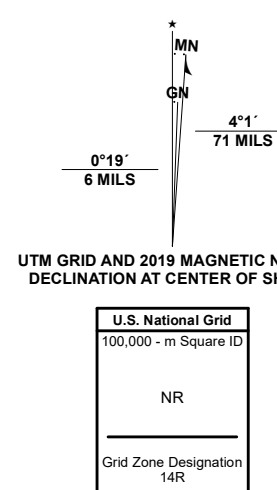 ★
MN
GN
4°1´
71 MILS
0°19´
6 MILS
UTM GRID AND 2019 MAGNETIC N
DECLINATION AT CENTER OF SH
U.S. National Grid
100,000 - m Square ID
NR
Grid Zone Designation
14R